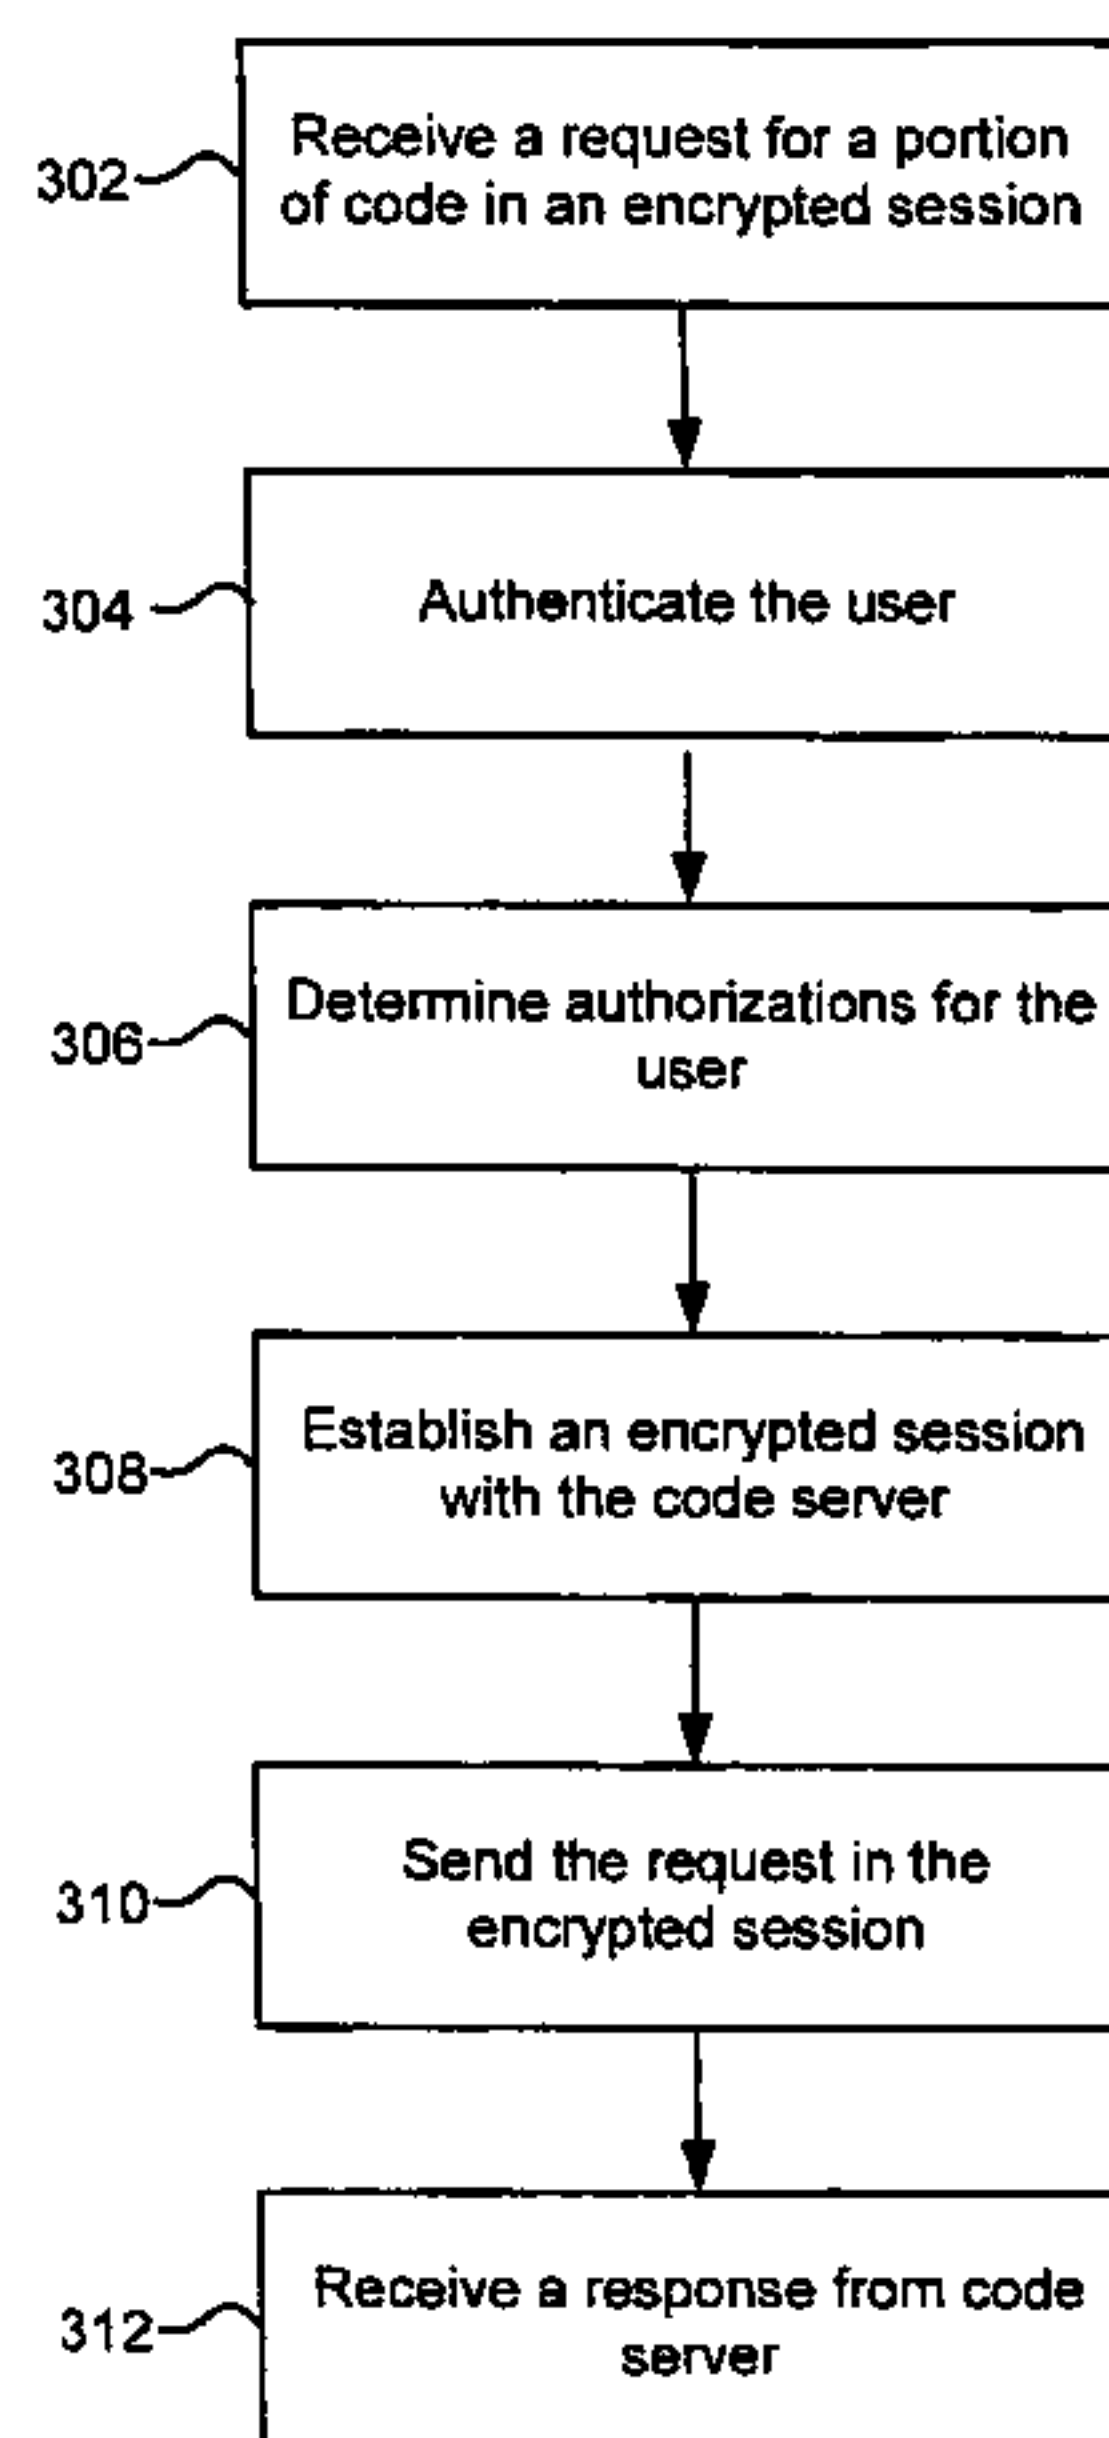 Receive a request for a portion
302
of code in an encrypted session
304
Authenticate the user
Determine authorizations for the
306
user
Establish an encrypted session
308
with the code server
Send the request in the
310
encrypted session
Receive a response from code
312
server